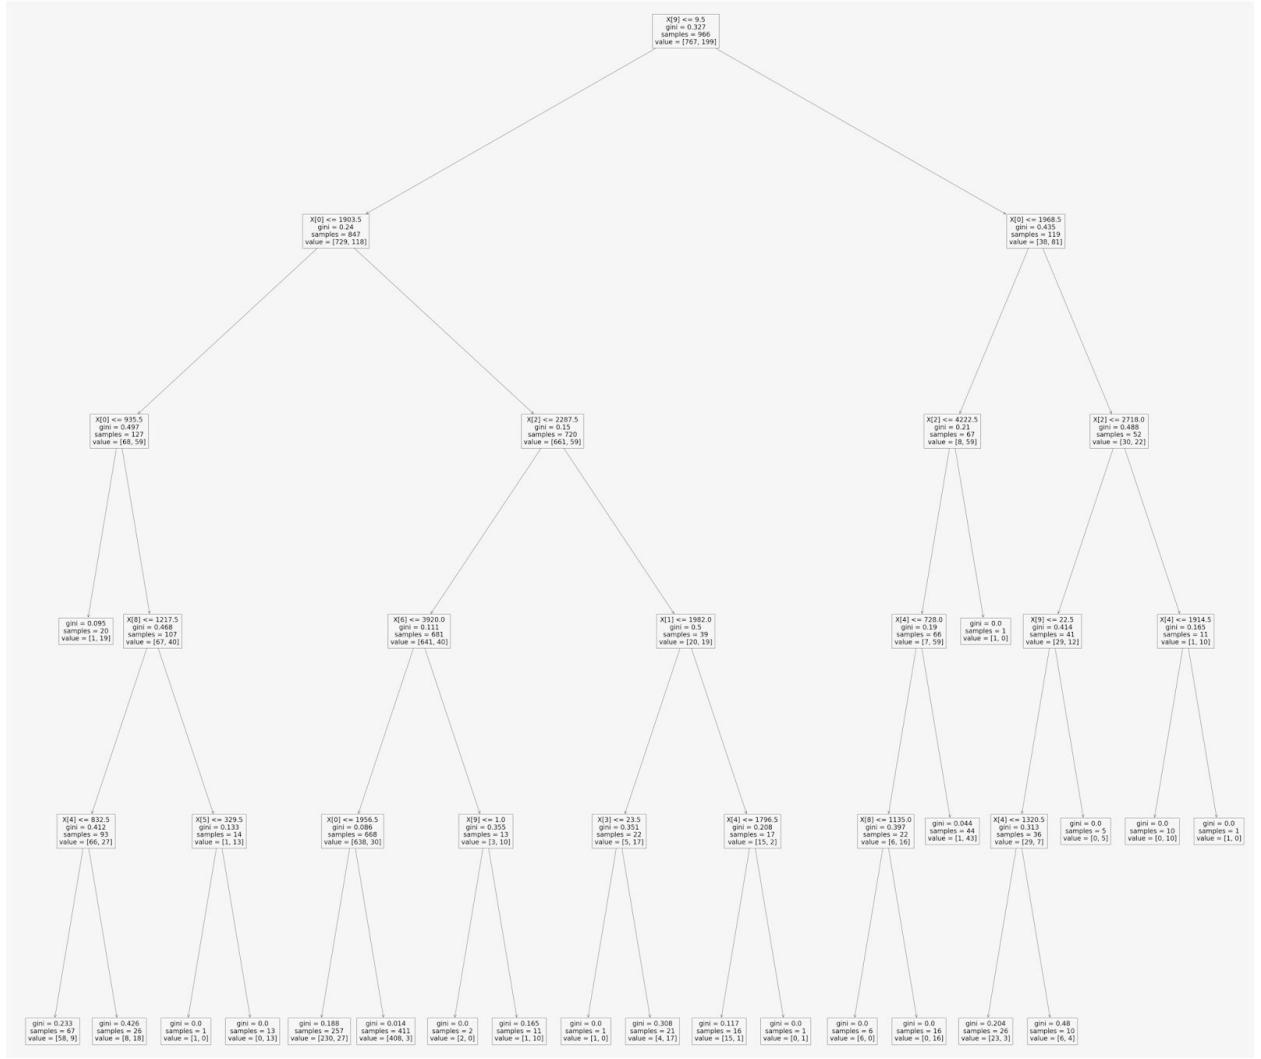 X[9] <= 9.5
gini = 0.327
samples = 966
value = [767, 199]
X[0] <= 1903.5
gini = 0.24
samples = 847
value = [729, 118]
X[0] <= 1968.5
gini = 0.435
samples = 119
value = [38, 81]
X[0] <= 935.5
gini = 0.497
samples = 127
value = [68, 59]
X[2] <= 2287.5
gini = 0.15
samples = 720
value = [661, 59]
X[2] <= 4222.5
gini = 0.21
samples = 67
value = [8, 59]
X[2] <= 2718.0
gini = 0.488
samples = 52
value = [30, 22]
gini = 0.095
samples = 20
value = [1, 19]
X[8] <= 1217.5
gini = 0.468
samples = 107
value = [67, 40]
X[6] <= 3920.0
gini = 0.111
samples = 681
value = [641, 40]
X[1] <= 1982.0
gini = 0.5
samples = 39
value = [20, 19]
X[4] <= 728.0
gini = 0.19
samples = 66
value = [7, 59]
gini = 0.0
samples = 1
value = [1, 0]
X[9] <= 22.5
gini = 0.414
samples = 41
value = [29, 12]
X[4] <= 1914.5
gini = 0.165
samples = 11
value = [1, 10]
X[4] <= 832.5
gini = 0.412
samples = 93
value = [66, 27]
X[5] <= 329.5
gini = 0.133
samples = 14
value = [1, 13]
X[0] <= 1956.5
gini = 0.086
samples = 668
value = [638, 30]
X[9] <= 1.0
gini = 0.355
samples = 13
value = [3, 10]
X[3] <= 23.5
gini = 0.351
samples = 22
value = [5, 17]
X[4] <= 1796.5
gini = 0.208
samples = 17
value = [15, 2]
X[8] <= 1135.0
gini = 0.397
samples = 22
value = [6, 16]
gini = 0.044
samples = 44
value = [1, 43]
X[4] <= 1320.5
gini = 0.313
samples = 36
value = [29, 7]
gini = 0.0
samples = 5
value = [0, 5]
gini = 0.0
samples = 10
value = [0, 10]
gini = 0.0
samples = 1
value = [1, 0]
gini = 0.233
samples = 67
value = [58, 9]
gini = 0.426
samples = 26
value = [8, 18]
gini = 0.0
samples = 1
value = [1, 0]
gini = 0.0
samples = 13
value = [0, 13]
gini = 0.188
samples = 257
value = [230, 27]
gini = 0.014
samples = 411
value = [408, 3]
gini = 0.0
samples = 2
value = [2, 0]
gini = 0.165
samples = 11
value = [1, 10]
gini = 0.0
samples = 1
value = [1, 0]
gini = 0.308
samples = 21
value = [4, 17]
gini = 0.117
samples = 16
value = [15, 1]
gini = 0.0
samples = 1
value = [0, 1]
gini = 0.0
samples = 6
value = [6, 0]
gini = 0.0
samples = 16
value = [0, 16]
gini = 0.204
samples = 26
value = [23, 3]
gini = 0.48
samples = 10
value = [6, 4]